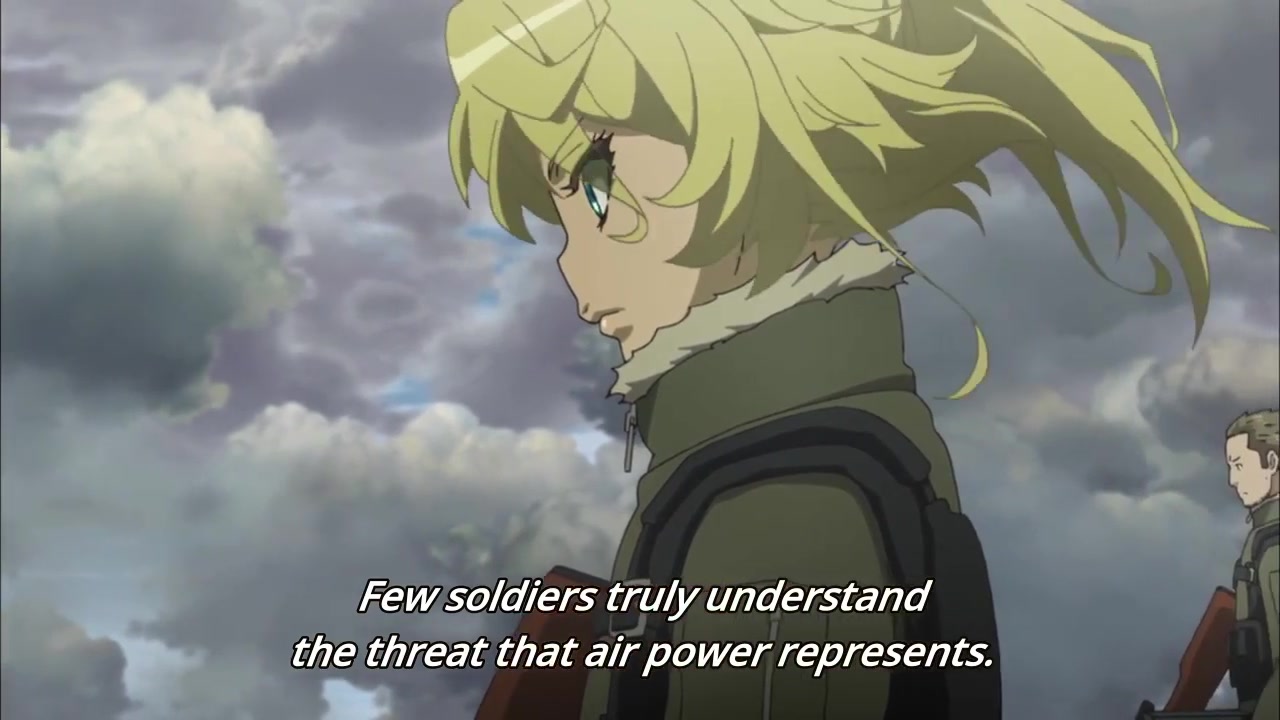 Few soldiers truly understand
the threat that air power represents.